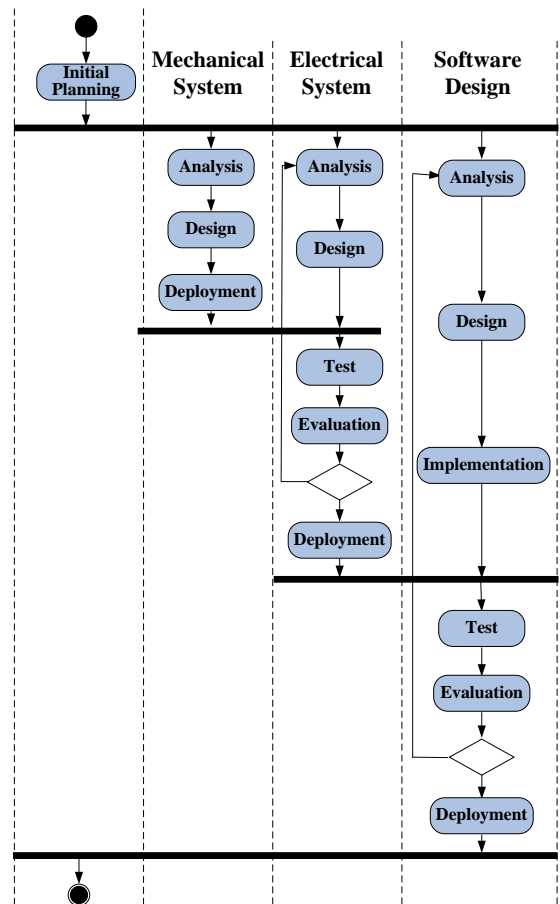 Initial
Planning
Mechanical
System
Electrical
System
Software
Design
Analysis
Design
Deployment
Analysis
Design
Test
Evaluation
Deployment
Analysis
Design
Implementation
Test
Evaluation
Deployment